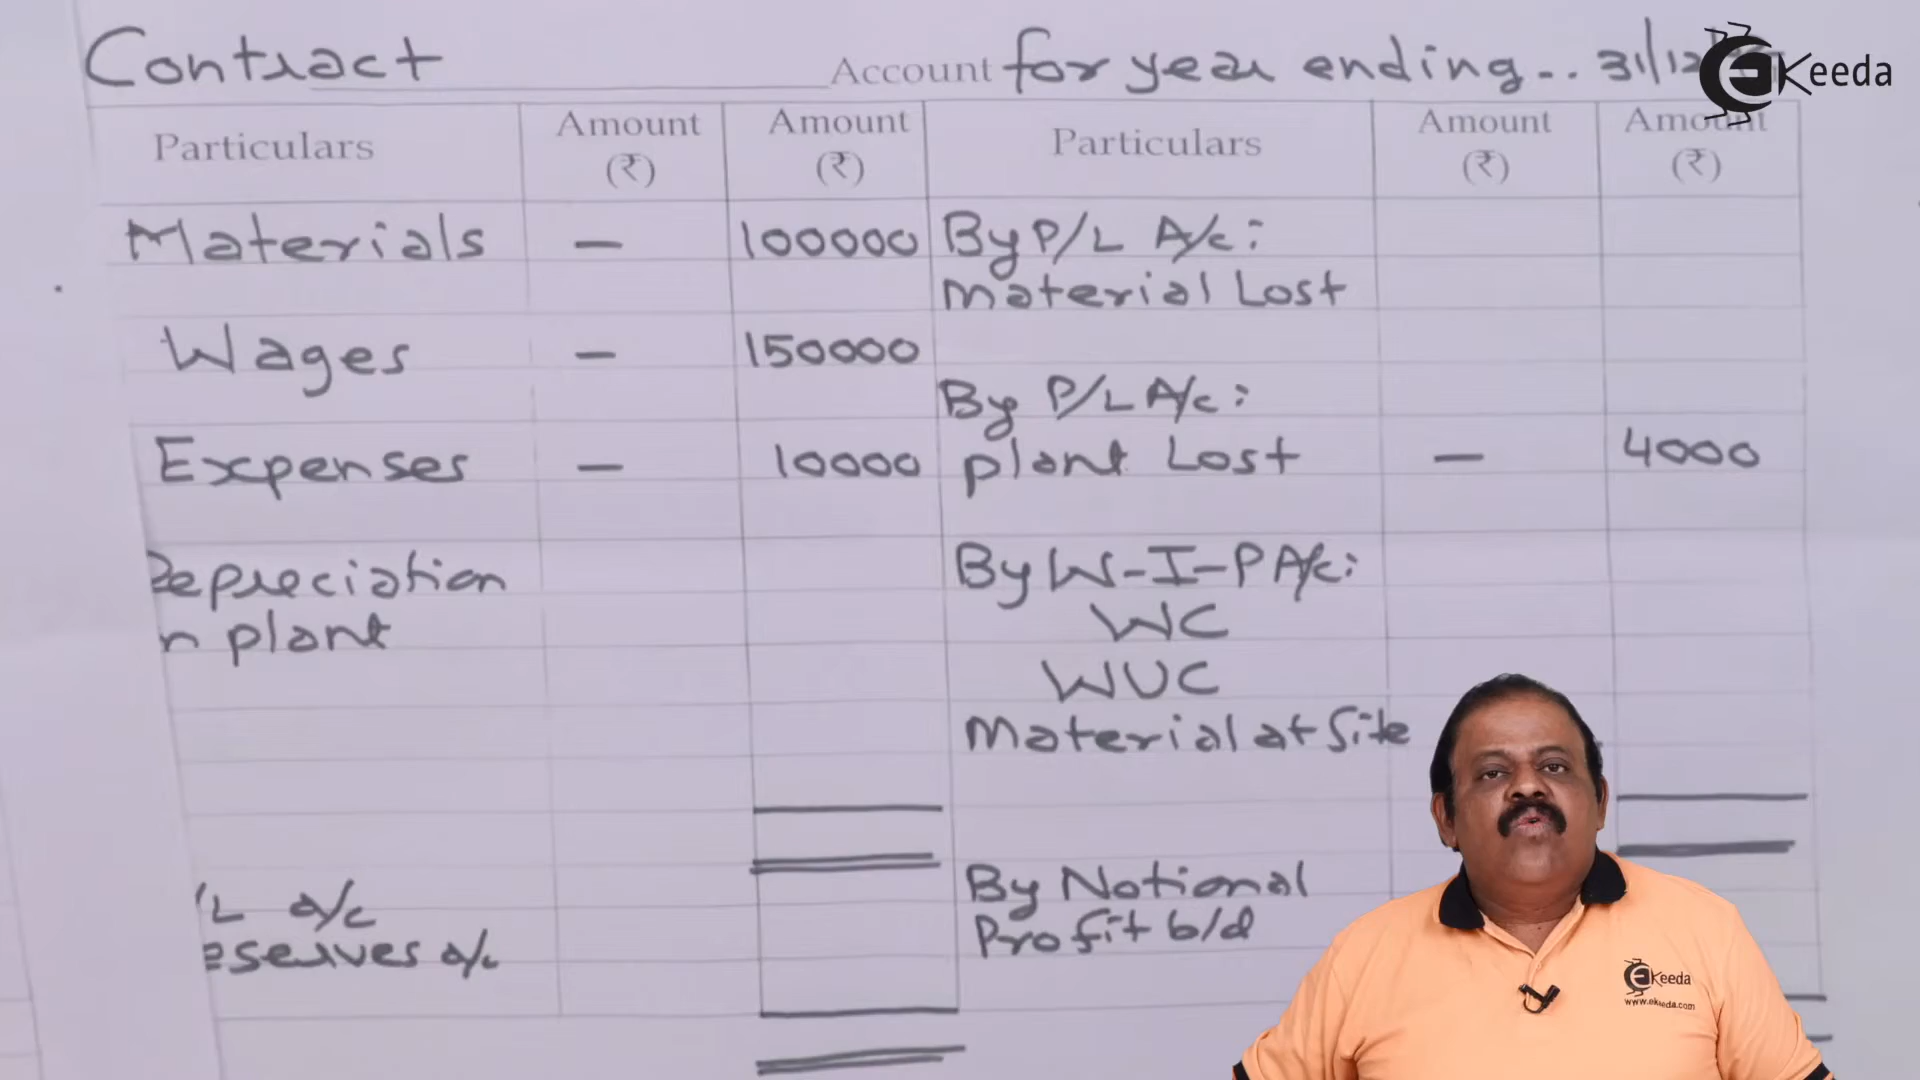 Contract Account for year ending.. 31/12
EKeeda
Particulars Amount (₹) Amount (₹) Particulars Amount (₹) Amount (₹)
Materials — 100000 By P/L A/c:
Material Lost
Wages — 150000
By P/L A/c:
Expenses — 10000 plant Lost — 4000
Depreciation By W-I-P A/c:
n plant WC
WUC
Material at Site
By Notional
/L a/c Profit b/d
eserves a/c
EKeeda
www.ekeeda.com